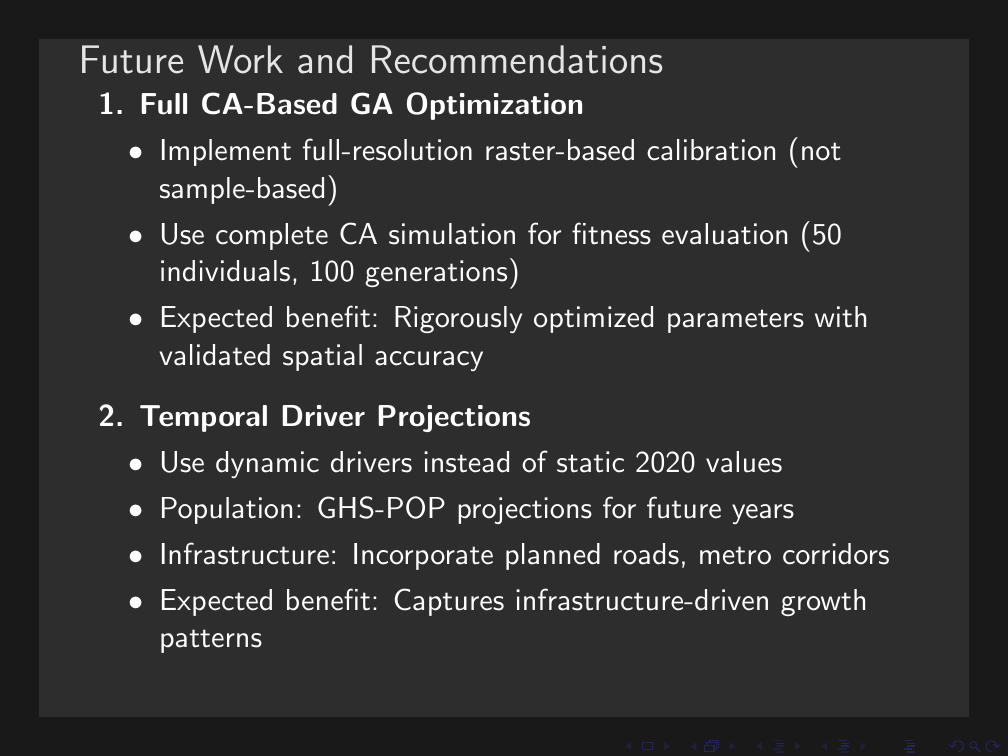 Future Work and Recommendations
1. Full CA-Based GA Optimization
• Implement full-resolution raster-based calibration (not
sample-based)
• Use complete CA simulation for fitness evaluation (50
individuals, 100 generations)
• Expected benefit: Rigorously optimized parameters with
validated spatial accuracy
2. Temporal Driver Projections
• Use dynamic drivers instead of static 2020 values
• Population: GHS-POP projections for future years
• Infrastructure: Incorporate planned roads, metro corridors
• Expected benefit: Captures infrastructure-driven growth
patterns